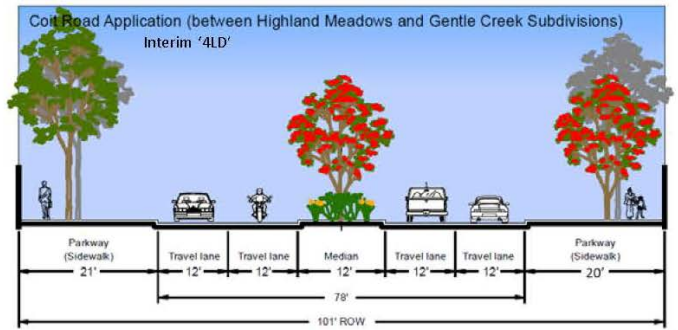 Coit Road Application (between Highland Meadows and Gentle Creek Subdivisions)
Interim ‘4LD’
Parkway
(Sidewalk)
21'
Travel lane
12'
Travel lane
12'
Median
12'
Travel lane
12'
Travel lane
12'
Parkway
(Sidewalk)
20'
78'
101' ROW